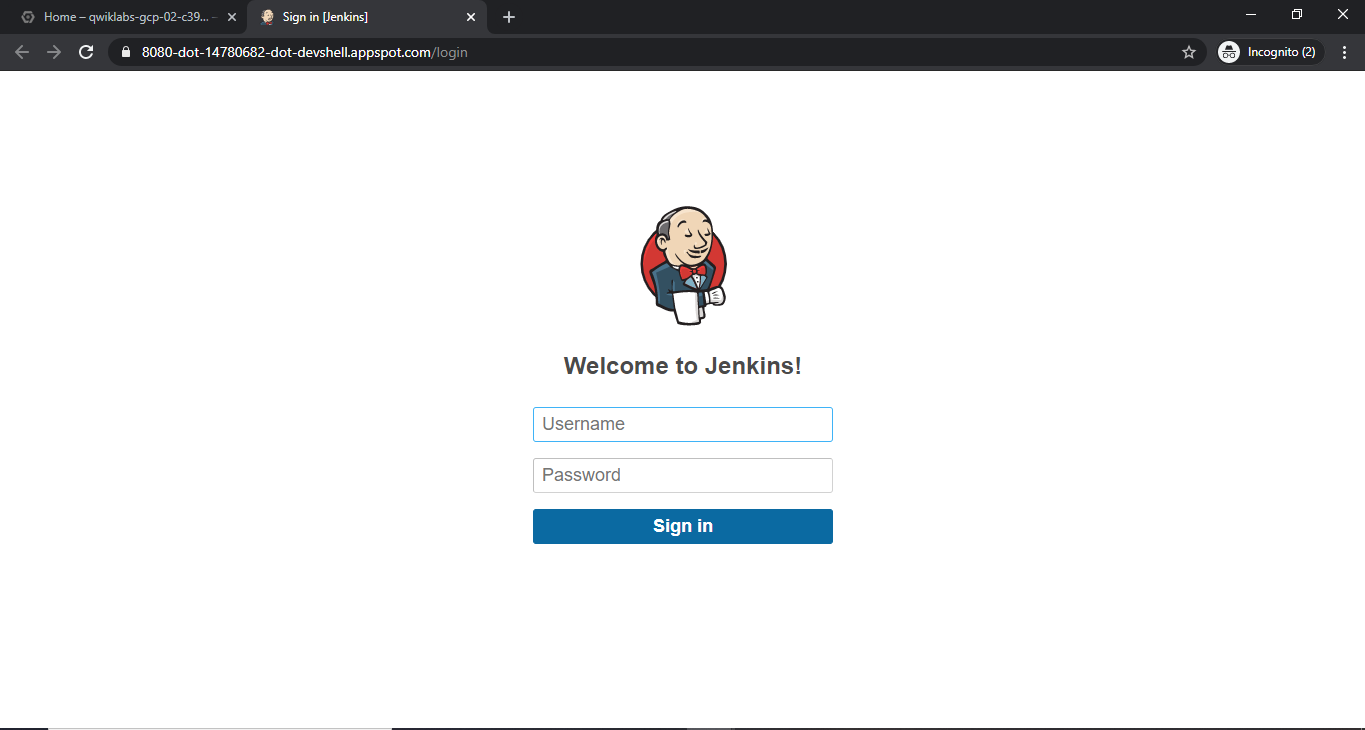 Home – qwiklabs-gcp-02-c39... –
Sign in [Jenkins]
8080-dot-14780682-dot-devshell.appspot.com/login
Incognito (2)
Welcome to Jenkins!
Username
Password
Sign in